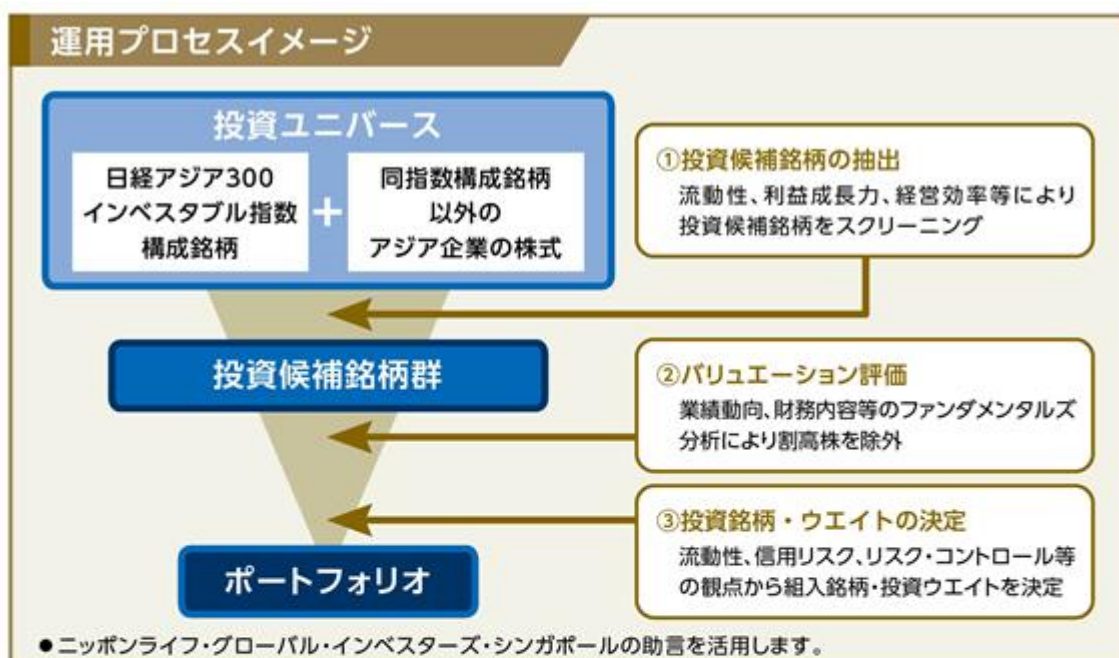 運用プロセスイメージ
投資ユニバース
日経アジア300
インベスタブル指数
構成銘柄
+
同指数構成銘柄
以外の
アジア企業の株式
①投資候補銘柄の抽出
流動性、利益成長力、経営効率等により
投資候補銘柄をスクリーニング
投資候補銘柄群
②バリュエーション評価
業績動向、財務内容等のファンダメンタルズ
分析により割高株を除外
③投資銘柄・ウエイトの決定
流動性、信用リスク、リスク・コントロール等
の観点から組入銘柄・投資ウエイトを決定
ポートフォリオ
●ニッポンライフ・グローバル・インベスターズ・シンガポールの助言を活用します。